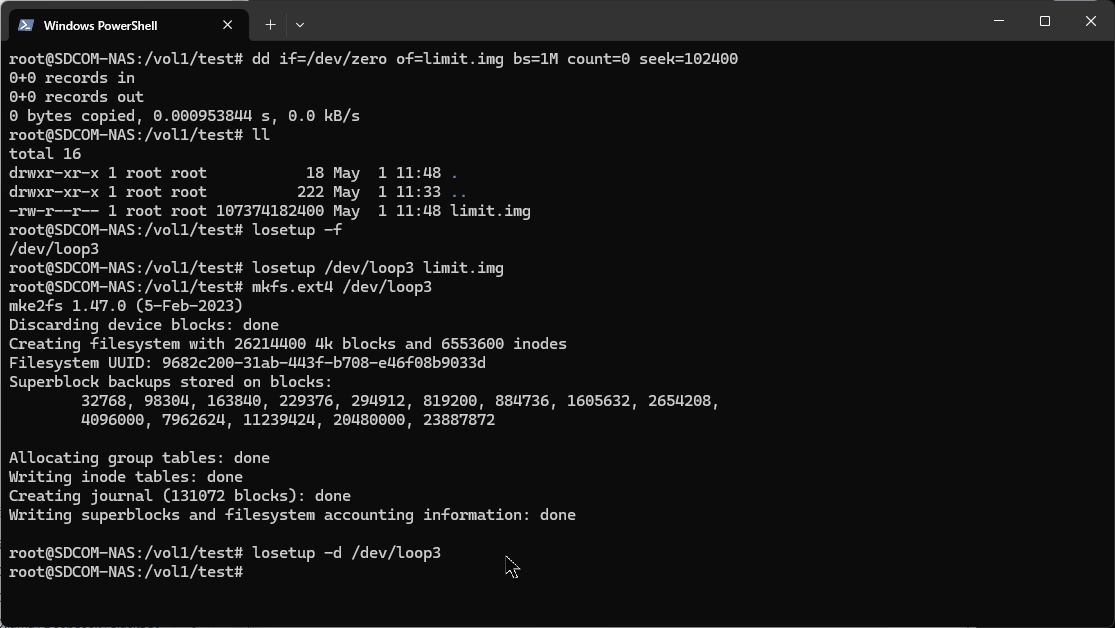 Windows PowerShell
root@SDCOM-NAS:/vol1/test# dd if=/dev/zero of=limit.img bs=1M count=0 seek=102400
0+0 records in
0+0 records out
0 bytes copied, 0.000953844 s, 0.0 kB/s
root@SDCOM-NAS:/vol1/test# ll
total 16
drwxr-xr-x 1 root root           18 May  1 11:48 .
drwxr-xr-x 1 root root          222 May  1 11:33 ..
-rw-r--r-- 1 root root 107374182400 May  1 11:48 limit.img
root@SDCOM-NAS:/vol1/test# losetup -f
/dev/loop3
root@SDCOM-NAS:/vol1/test# losetup /dev/loop3 limit.img
root@SDCOM-NAS:/vol1/test# mkfs.ext4 /dev/loop3
mke2fs 1.47.0 (5-Feb-2023)
Discarding device blocks: done
Creating filesystem with 26214400 4k blocks and 6553600 inodes
Filesystem UUID: 9682c200-31ab-443f-b708-e46f08b9033d
Superblock backups stored on blocks:
        32768, 98304, 163840, 229376, 294912, 819200, 884736, 1605632, 2654208,
        4096000, 7962624, 11239424, 20480000, 23887872
Allocating group tables: done
Writing inode tables: done
Creating journal (131072 blocks): done
Writing superblocks and filesystem accounting information: done
root@SDCOM-NAS:/vol1/test# losetup -d /dev/loop3
root@SDCOM-NAS:/vol1/test#